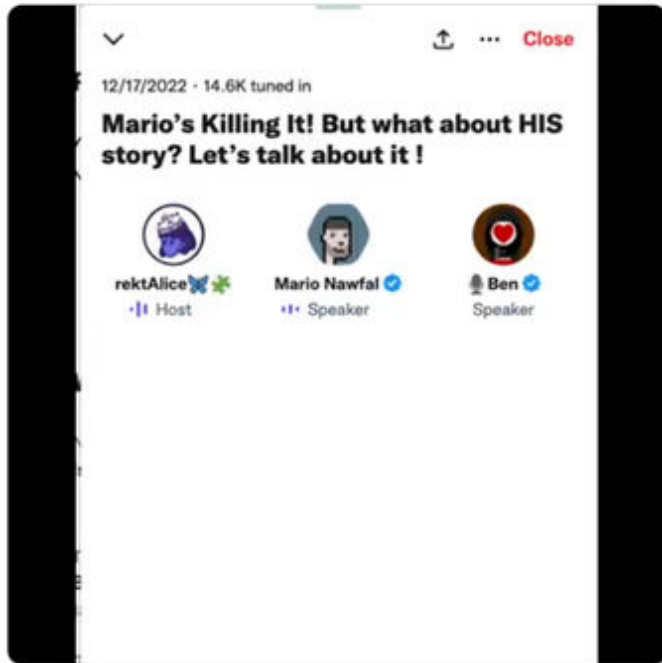 Close
12/17/2022 · 14.6K tuned in
Mario's Killing It! But what about HIS
story? Let's talk about it !
rektAlice Mario Nawfal Ben
Host Speaker Speaker